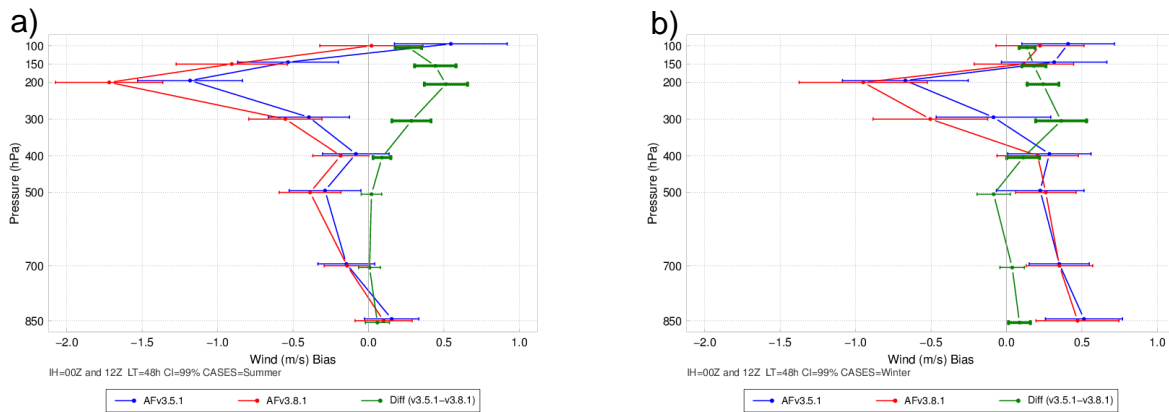 a)
100
150
200
300
400
500
700
850
Pressure (hPa)
−2.0 −1.5 −1.0 −0.5 0.0 0.5 1.0
Wind (m/s) Bias
IH=00Z and 12Z LT=48h CI=99% CASES=Summer
AFv3.5.1 AFv3.8.1 Diff (v3.5.1−v3.8.1)
b)
100
150
200
300
400
500
700
850
Pressure (hPa)
−2.0 −1.5 −1.0 −0.5 0.0 0.5 1.0
Wind (m/s) Bias
IH=00Z and 12Z LT=48h CI=99% CASES=Winter
AFv3.5.1 AFv3.8.1 Diff (v3.5.1−v3.8.1)